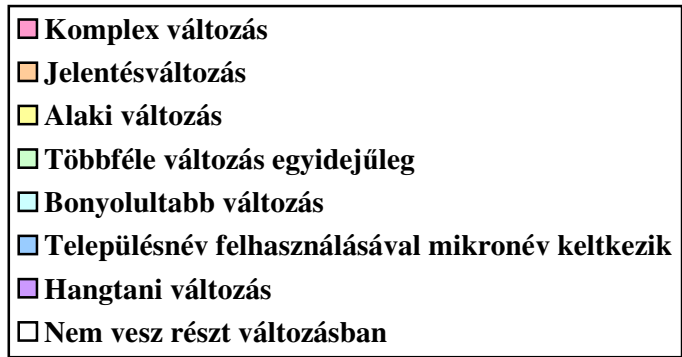 Komplex változás
Jelentésváltozás
Alaki változás
Többféle változás egyidejűleg
Bonyolultabb változás
Településnév felhasználásával mikronév keltkezik
Hangtani változás
Nem vesz részt változásban